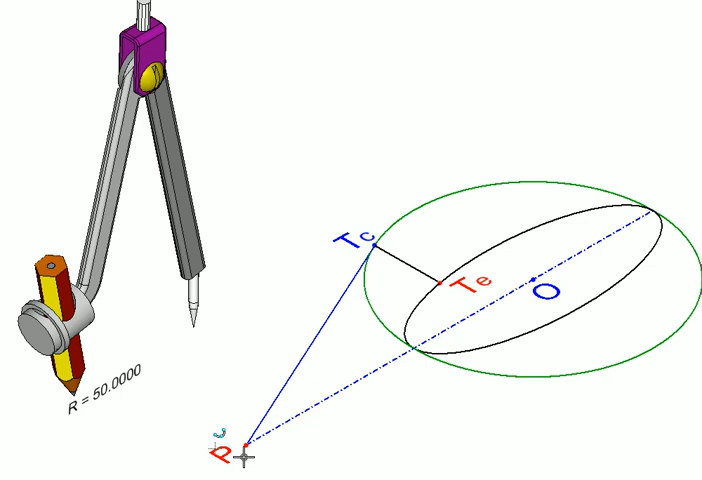 Tc
Te
O
R = 50.0000
P